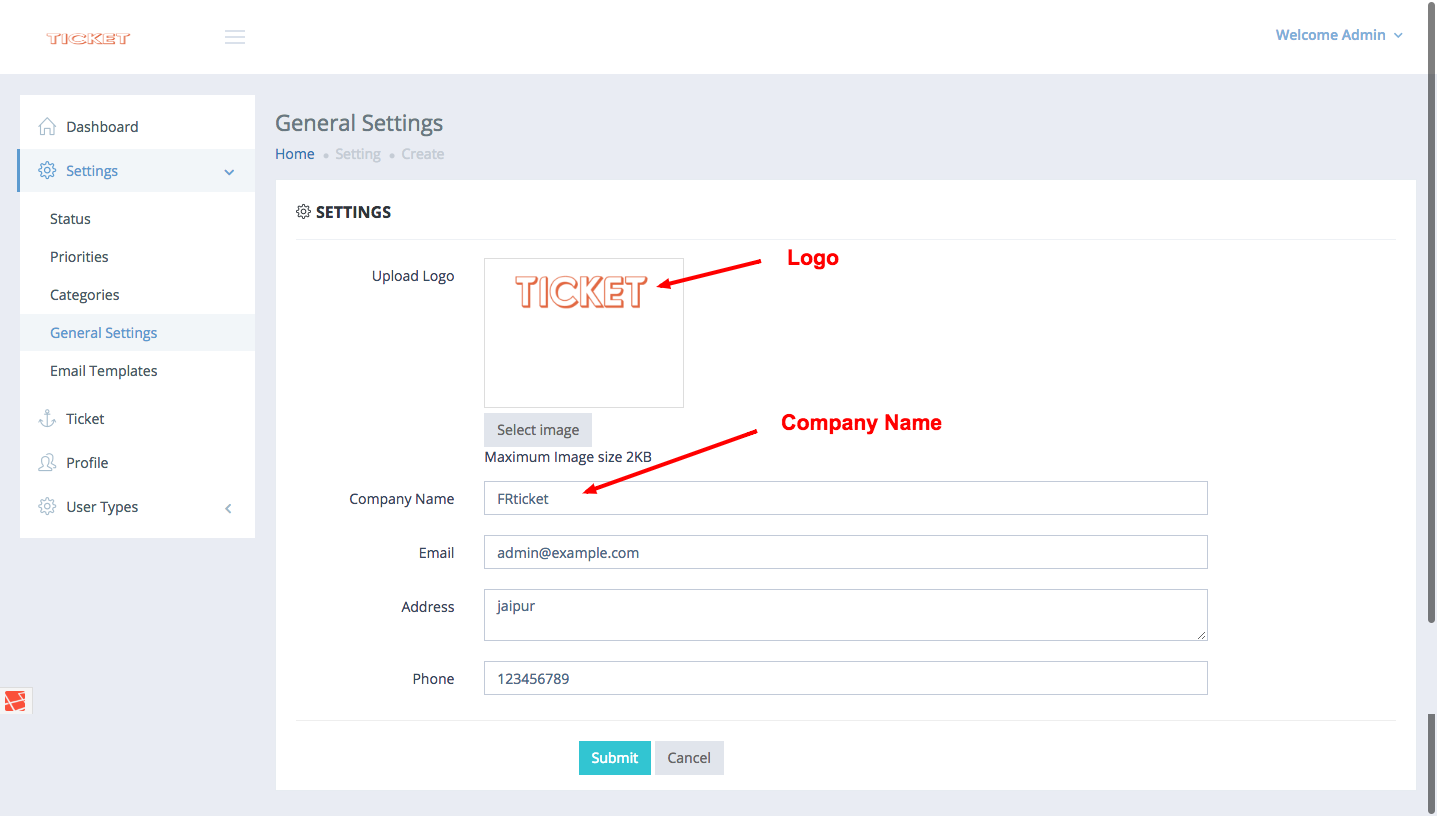 TICKET
Welcome Admin
Dashboard
Settings
Status
Priorities
Categories
General Settings
Email Templates
Ticket
Profile
User Types
General Settings
Home Setting Create
SETTINGS
Upload Logo
TICKET
Logo
Select image
Maximum Image size 2KB
Company Name
Company Name FRticket
Email admin@example.com
Address jaipur
Phone 123456789
Submit Cancel